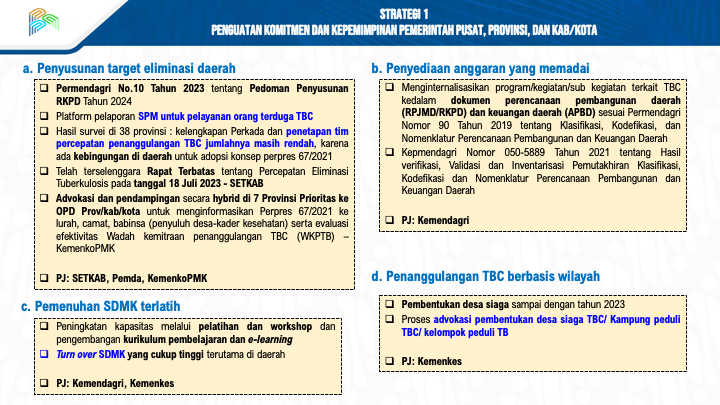 STRATEGI 1
PENGUATAN KOMITMEN DAN KEPEMIMPINAN PEMERINTAH PUSAT, PROVINSI, DAN KAB/KOTA
a. Penyusunan target eliminasi daerah
❑ Permendagri No.10 Tahun 2023 tentang Pedoman Penyusunan
RKPD Tahun 2024
❑ Platform pelaporan SPM untuk pelayanan orang terduga TBC
❑ Hasil survei di 38 provinsi : kelengkapan Perkada dan penetapan tim
percepatan penanggulangan TBC jumlahnya masih rendah, karena
ada kebingungan di daerah untuk adopsi konsep perpres 67/2021
❑ Telah terselenggara Rapat Terbatas tentang Percepatan Eliminasi
Tuberkulosis pada tanggal 18 Juli 2023 - SETKAB
❑ Advokasi dan pendampingan secara hybrid di 7 Provinsi Prioritas ke
OPD Prov/kab/kota untuk menginformasikan Perpres 67/2021 ke
lurah, camat, babinsa (penyuluh desa-kader kesehatan) serta evaluasi
efektivitas Wadah kemitraan penanggulangan TBC (WKPTB) –
KemenkoPMK
❑ PJ: SETKAB, Pemda, KemenkoPMK
b. Penyediaan anggaran yang memadai
❑ Menginternalisasikan program/kegiatan/sub kegiatan terkait TBC
kedalam dokumen perencanaan pembangunan daerah
(RPJMD/RKPD) dan keuangan daerah (APBD) sesuai Permendagri
Nomor 90 Tahun 2019 tentang Klasifikasi, Kodefikasi, dan
Nomenklatur Perencanaan Pembangunan dan Keuangan Daerah
❑ Kepmendagri Nomor 050-5889 Tahun 2021 tentang Hasil
verifikasi, Validasi dan Inventarisasi Pemutakhiran Klasifikasi,
Kodefikasi dan Nomenklatur Perencanaan Pembangunan dan
Keuangan Daerah
❑ PJ: Kemendagri
c. Pemenuhan SDMK terlatih
❑ Peningkatan kapasitas melalui pelatihan dan workshop dan
pengembangan kurikulum pembelajaran dan e-learning
❑ Turn over SDMK yang cukup tinggi terutama di daerah
❑ PJ: Kemendagri, Kemenkes
d. Penanggulangan TBC berbasis wilayah
❑ Pembentukan desa siaga sampai dengan tahun 2023
❑ Proses advokasi pembentukan desa siaga TBC/ Kampung peduli
TBC/ kelompok peduli TB
❑ PJ: Kemenkes